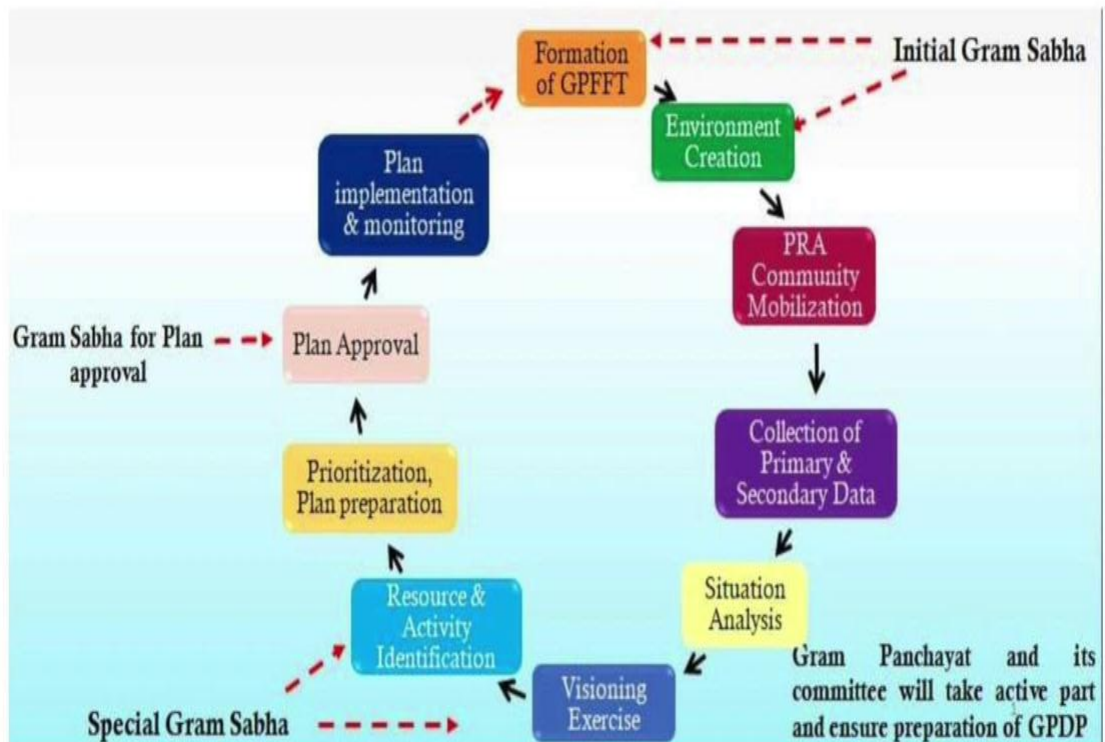 Formation
of GPFFT
Initial Gram Sabha
Environment
Creation
Plan
implementation
& monitoring
PRA
Community
Mobilization
Gram Sabha for Plan
approval
Plan Approval
Collection of
Primary &
Secondary Data
Prioritization,
Plan preparation
Situation
Analysis
Resource &
Activity
Identification
Visioning
Exercise
Special Gram Sabha
Gram Panchayat and its
committee will take active part
and ensure preparation of GPDP